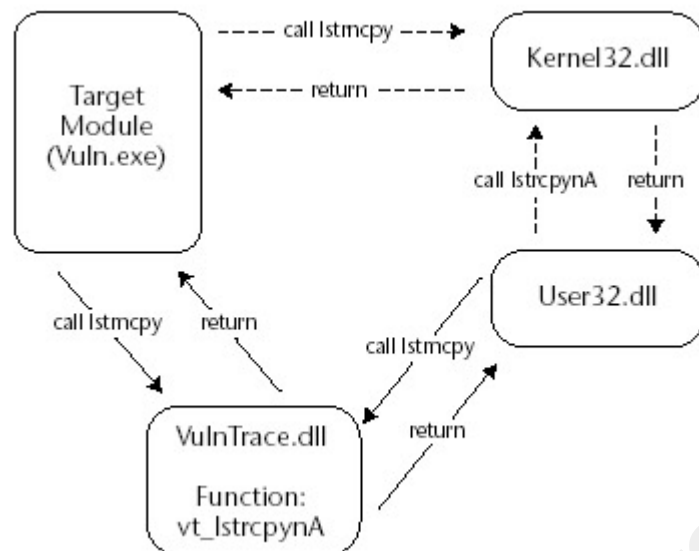 call lstrncpy
Kernel32.dll
Target
Module
(Vuln.exe)
return
call lstrcpynA
return
User32.dll
call lstrncpy
return
call lstrncpy
return
VulnTrace.dll
Function:
vt_lstrcpynA